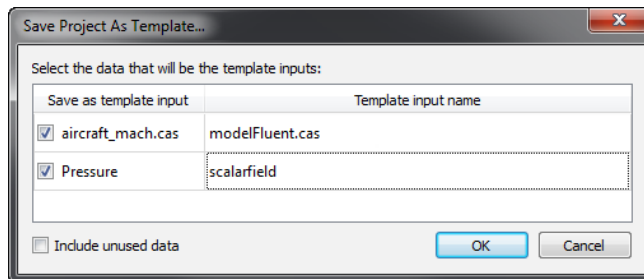 Save Project As Template...
Select the data that will be the template inputs:
Save as template input Template input name
aircraft_mach.cas modelFluent.cas
Pressure scalarfield
Include unused data OK Cancel